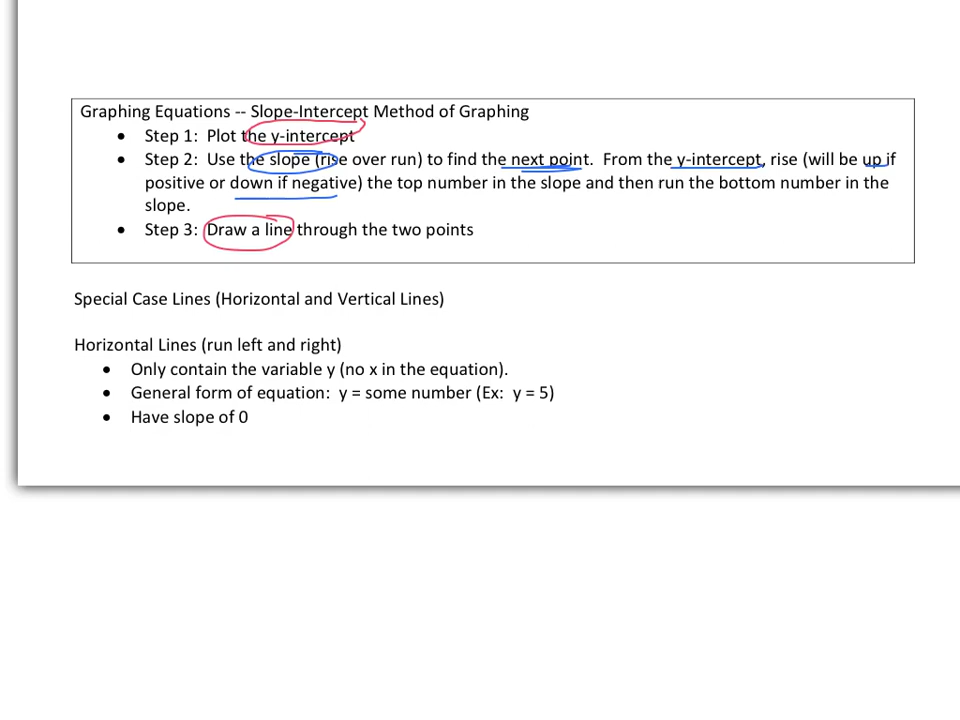 Graphing Equations -- Slope-Intercept Method of Graphing
• Step 1:  Plot the y-intercept
• Step 2:  Use the slope (rise over run) to find the next point.  From the y-intercept, rise (will be up if
positive or down if negative) the top number in the slope and then run the bottom number in the
slope.
• Step 3:  Draw a line through the two points
Special Case Lines (Horizontal and Vertical Lines)
Horizontal Lines (run left and right)
• Only contain the variable y (no x in the equation).
• General form of equation:  y = some number (Ex:  y = 5)
• Have slope of 0